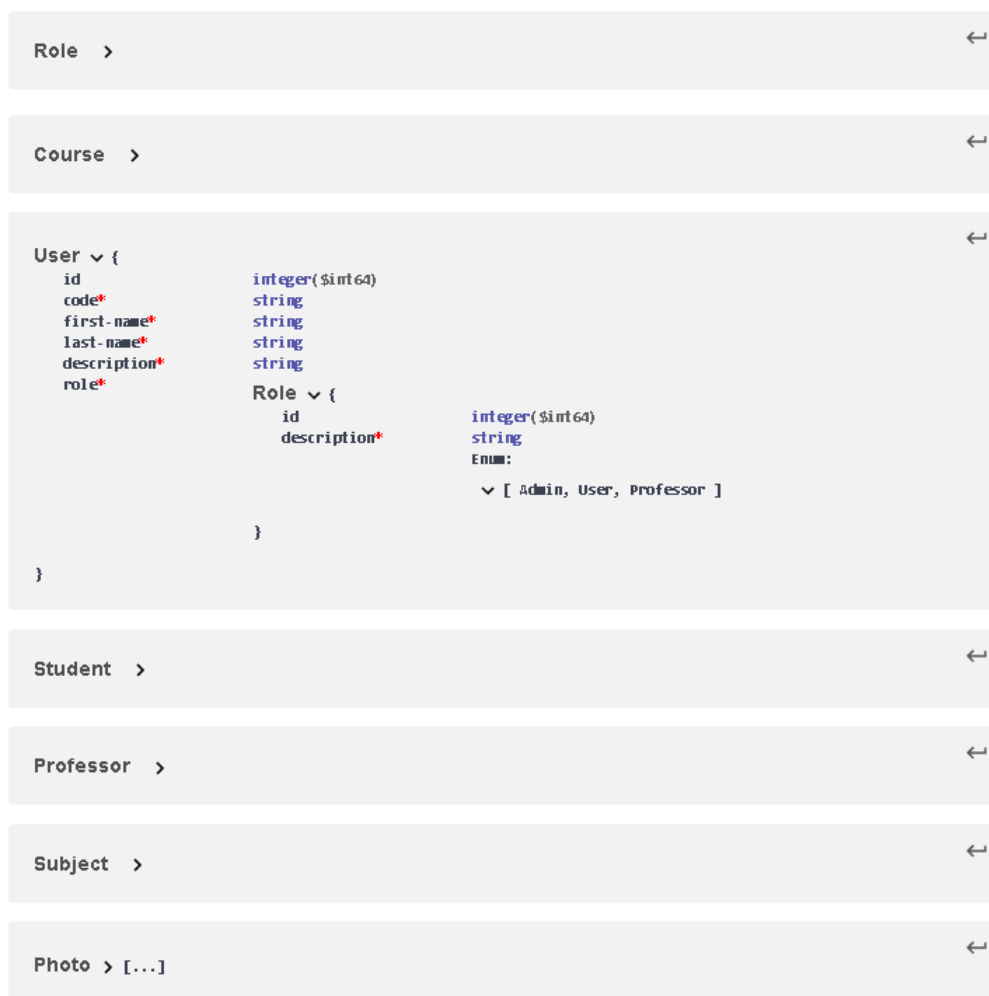 Role >
Course >
User {
id integer($int64)
code* string
first-name* string
last-name* string
description* string
role* Role {
id integer($int64)
description* string
Enum:
[ Admin, User, Professor ]
}
}
Student >
Professor >
Subject >
Photo > [...]